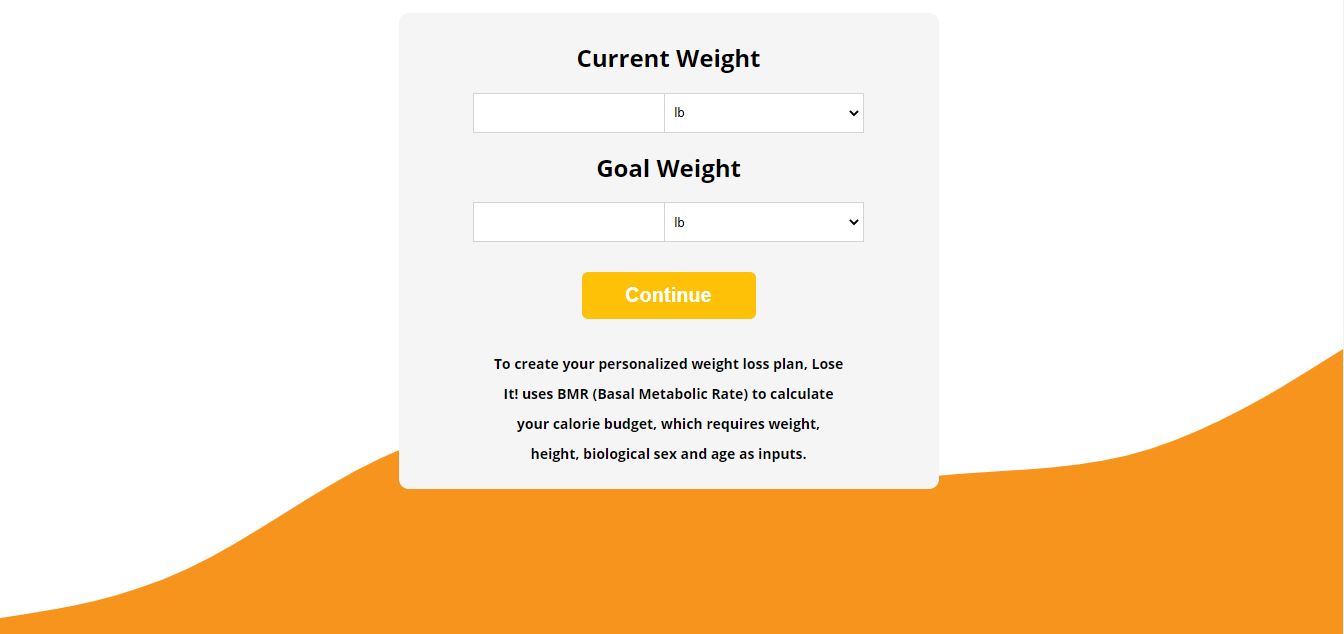 Current Weight
lb
Goal Weight
lb
Continue
To create your personalized weight loss plan, Lose
It! uses BMR (Basal Metabolic Rate) to calculate
your calorie budget, which requires weight,
height, biological sex and age as inputs.